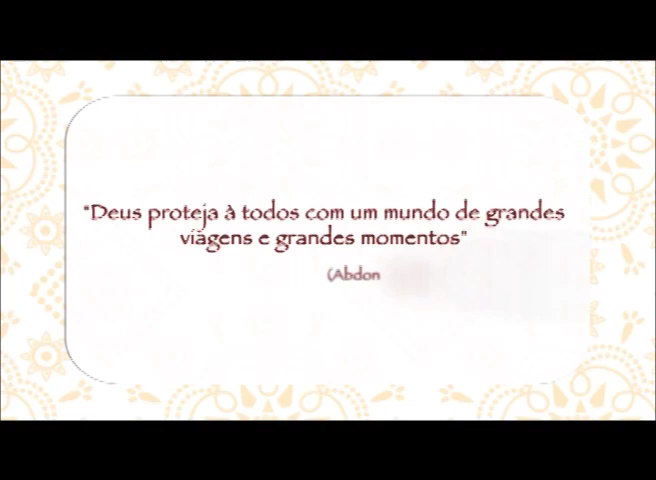 "Deus proteja à todos com um mundo de grandes
viagens e grandes momentos"
(Abdon